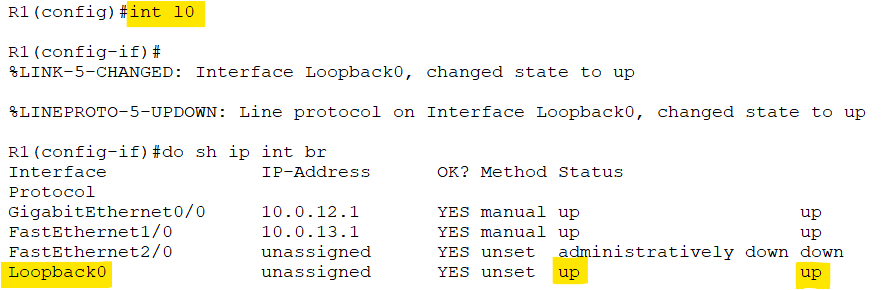 R1(config)#int l0
R1(config-if)#
%LINK-5-CHANGED: Interface Loopback0, changed state to up
%LINEPROTO-5-UPDOWN: Line protocol on Interface Loopback0, changed state to up
R1(config-if)#do sh ip int br
Interface IP-Address OK? Method Status
Protocol
GigabitEthernet0/0 10.0.12.1 YES manual up up
FastEthernet1/0 10.0.13.1 YES manual up up
FastEthernet2/0 unassigned YES unset administratively down down
Loopback0 unassigned YES unset up up